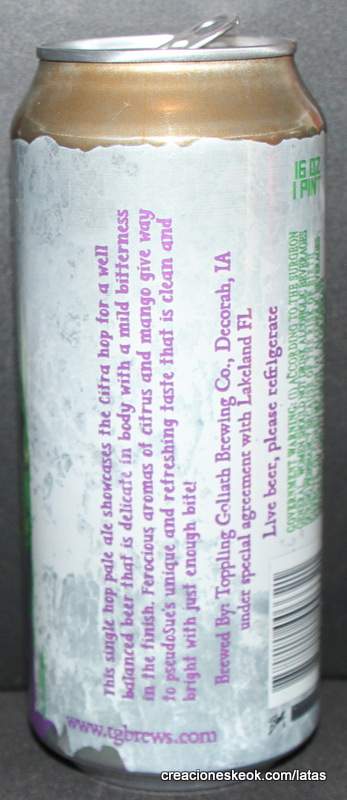 16 OZ
1 PINT
This single hop pale ale showcases the Citra hop for a well
balanced beer that is delicate in body with a mild bitterness
in the finish. Ferocious aromas of citrus and mango give way
to pseudoSue's unique and refreshing taste that is clean and
bright with just enough bite!
Brewed By: Toppling Goliath Brewing Co., Decorah, IA
under special agreement with Lakeland FL
Live beer, please refrigerate
ACCORDING TO THE SURGEON
www.tgbrews.com
creacioneskeok.com/latas